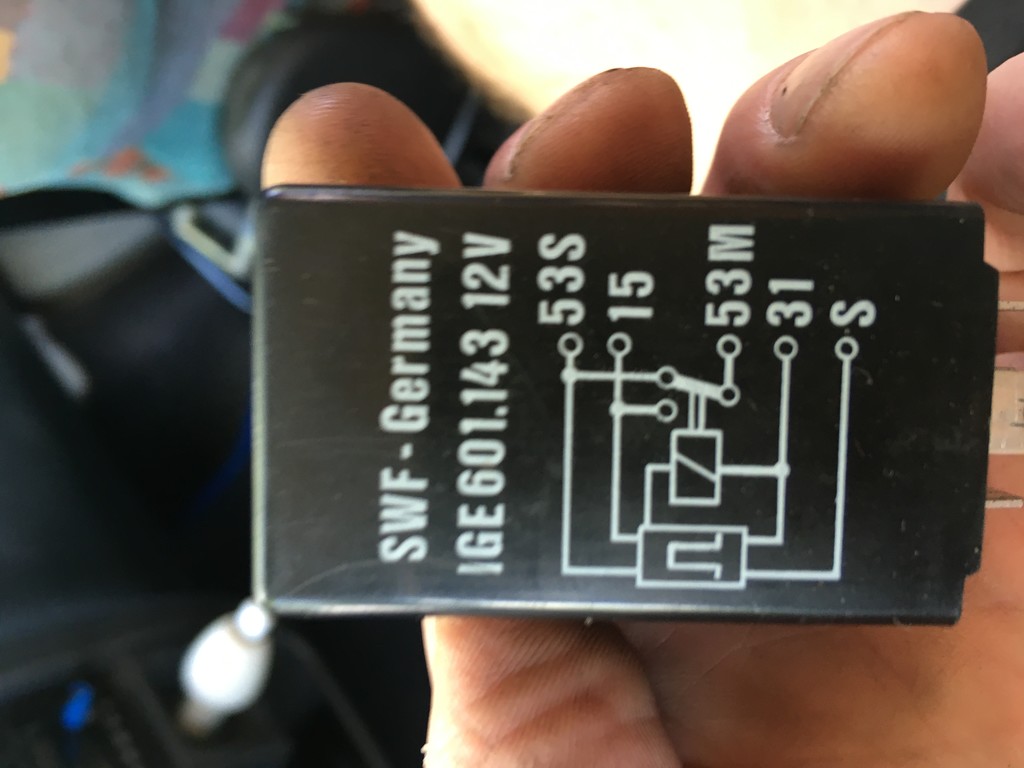 SWF - Germany
IGE 601.143 12V
53S
15
53M
31
S